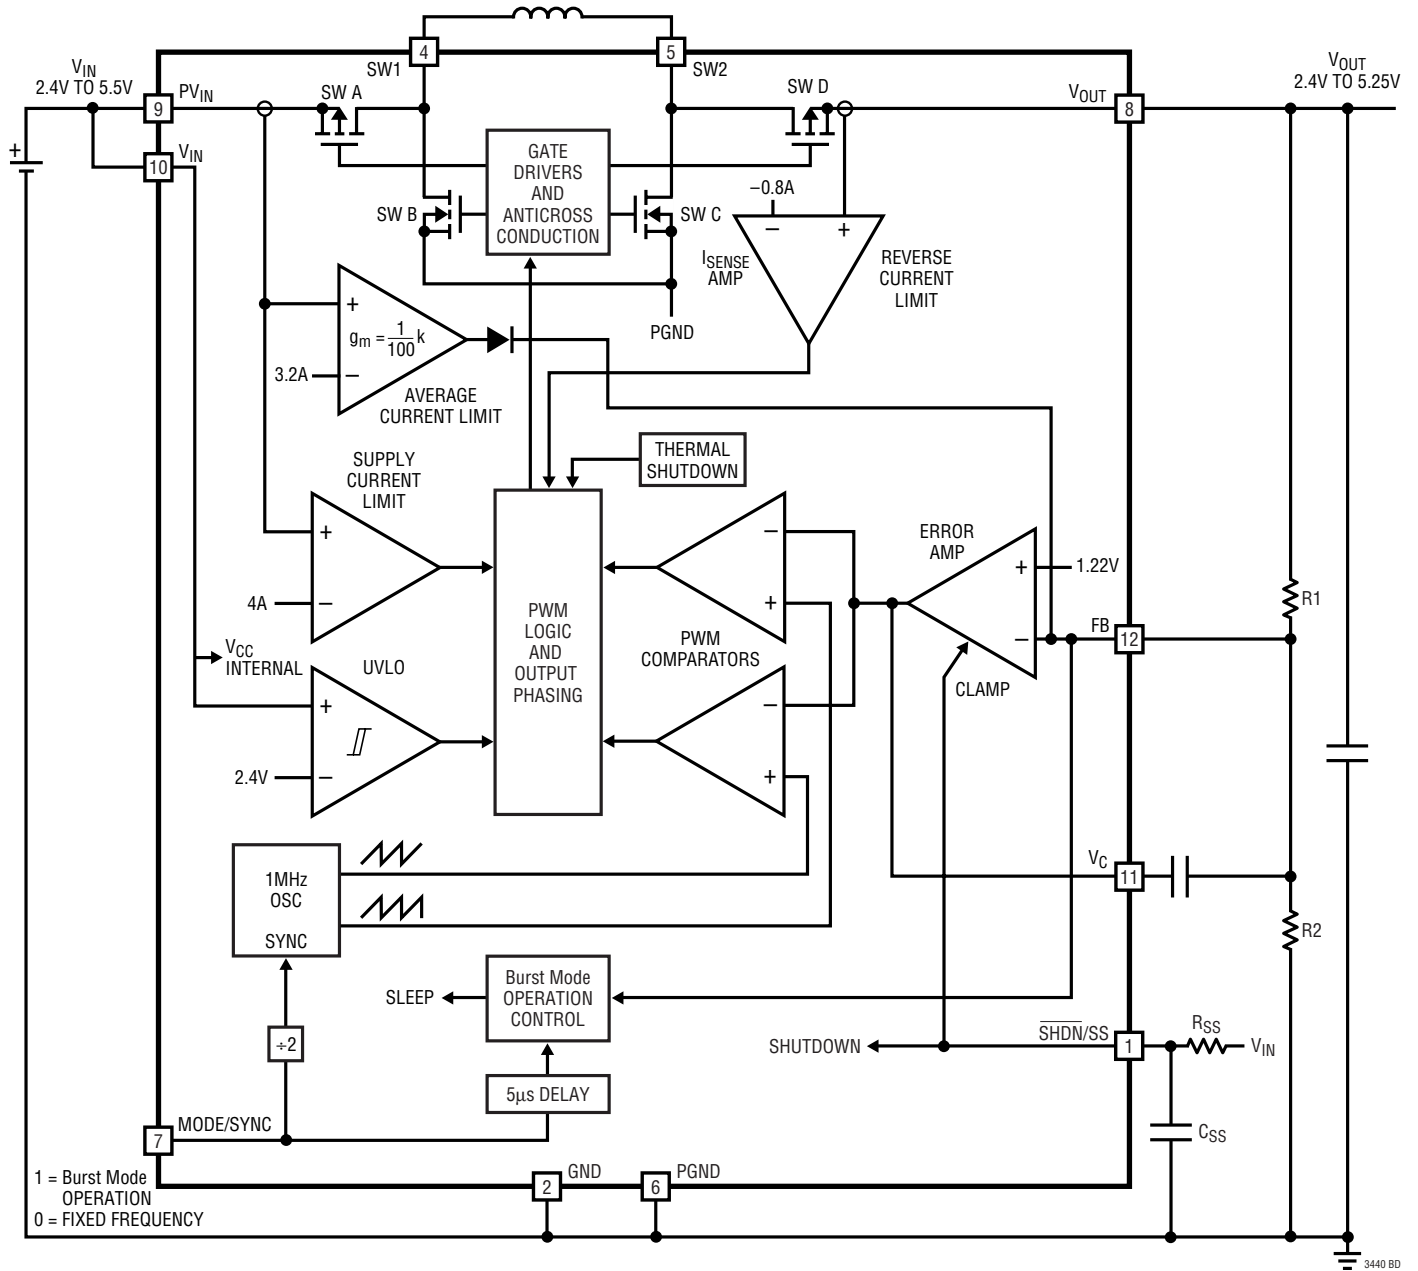 4
5
SW1
SW2
VIN
2.4V TO 5.5V
VOUT
2.4V TO 5.25V
9
PVIN
SW A
SW D
VOUT
8
+
10
VIN
GATE
DRIVERS
AND
ANTICROSS
CONDUCTION
SW B
SW C
–0.8A
–
+
ISENSE
AMP
REVERSE
CURRENT
LIMIT
PGND
+
gm = 1/100 k
3.2A
–
AVERAGE
CURRENT LIMIT
THERMAL
SHUTDOWN
SUPPLY
CURRENT
LIMIT
+
4A
–
PWM
LOGIC
AND
OUTPUT
PHASING
–
+
PWM
COMPARATORS
ERROR
AMP
+
1.22V
–
CLAMP
R1
FB
12
VCC
INTERNAL
UVLO
+
2.4V
–
–
+
1MHz
OSC
SYNC
VC
11
R2
SLEEP
Burst Mode
OPERATION
CONTROL
÷2
5µs DELAY
SHUTDOWN
S̅H̅D̅N̅/SS
1
RSS
VIN
CSS
7
MODE/SYNC
1 = Burst Mode
OPERATION
0 = FIXED FREQUENCY
2
GND
6
PGND
3440 BD